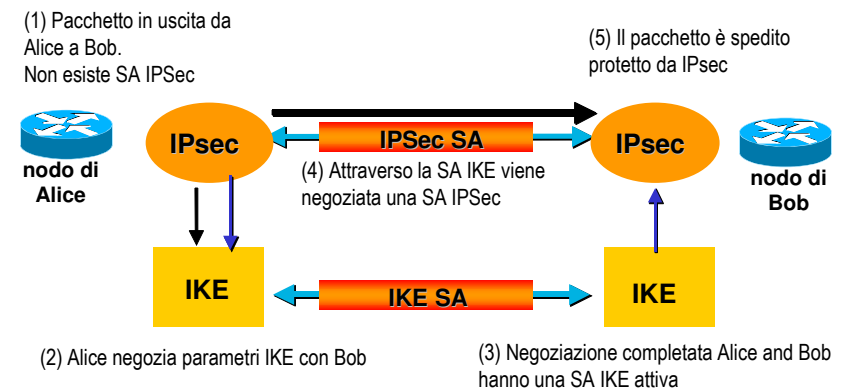 (1) Pacchetto in uscita da
Alice a Bob.
Non esiste SA IPSec
(5) Il pacchetto è spedito
protetto da IPsec
IPsec
IPSec SA
IPsec
nodo di
Alice
(4) Attraverso la SA IKE viene
negoziata una SA IPSec
nodo di
Bob
IKE
IKE SA
IKE
(2) Alice negozia parametri IKE con Bob
(3) Negoziazione completata Alice and Bob
hanno una SA IKE attiva